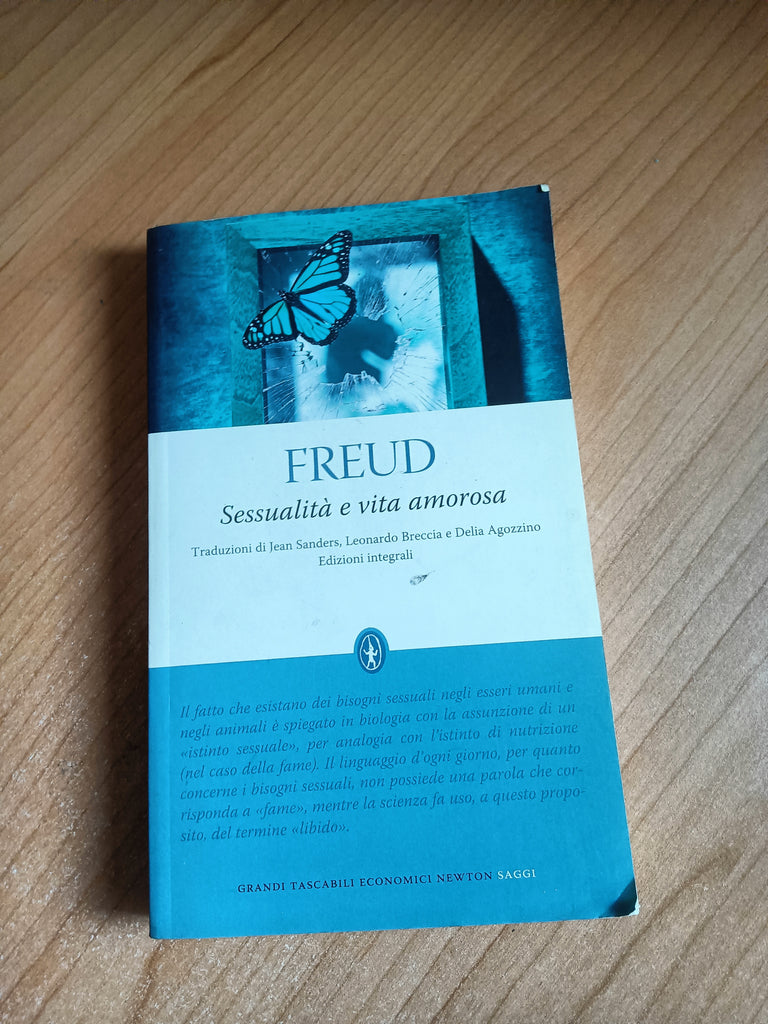 FREUD
Sessualità e vita amorosa
Traduzioni di Jean Sanders, Leonardo Breccia e Delia Agozzino
Edizioni integrali
Il fatto che esistano dei bisogni sessuali negli esseri umani e
negli animali è spiegato in biologia con la assunzione di un
«istinto sessuale», per analogia con l'istinto di nutrizione
(nel caso della fame). Il linguaggio d'ogni giorno, per quanto
concerne i bisogni sessuali, non possiede una parola che cor-
risponda a «fame», mentre la scienza fa uso, a questo propo-
sito, del termine «libido».
GRANDI TASCABILI ECONOMICI NEWTON SAGGI